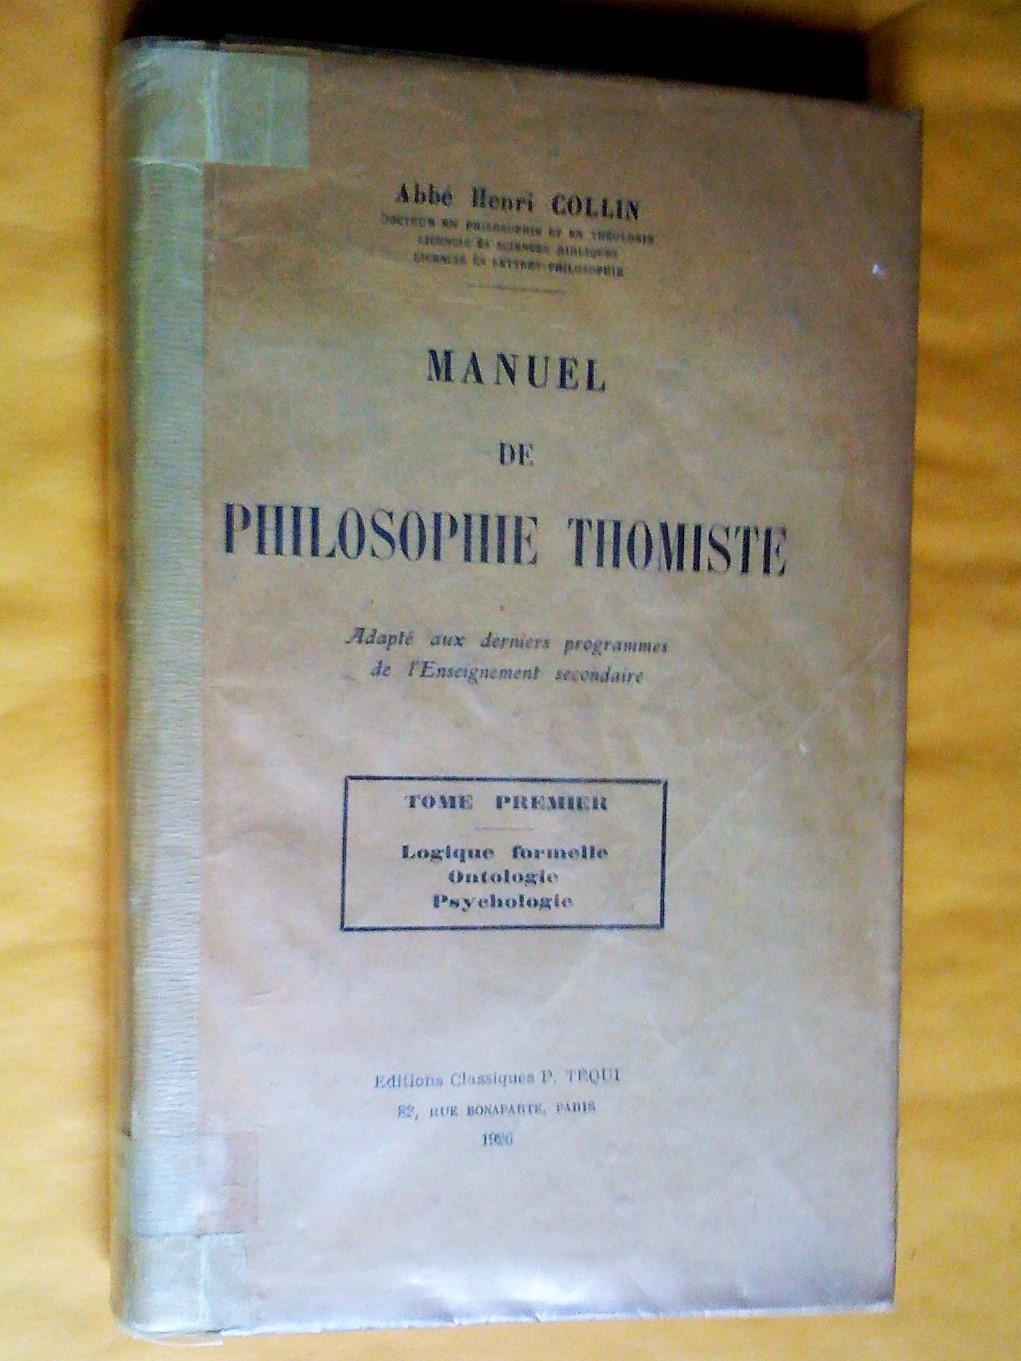 Abbé Henri COLLIN
DOCTEUR EN PHILOSOPHIE ET EN THÉOLOGIE
LICENCIÉ ÈS SCIENCES BIBLIQUES
LICENCIÉ ÈS LETTRES-PHILOSOPHIE
MANUEL
DE
PHILOSOPHIE THOMISTE
Adapté aux derniers programmes
de l'Enseignement secondaire
TOME PREMIER
Logique formelle
Ontologie
Psychologie
Editions Classiques P. TÉQUI
82, RUE BONAPARTE, PARIS
1926